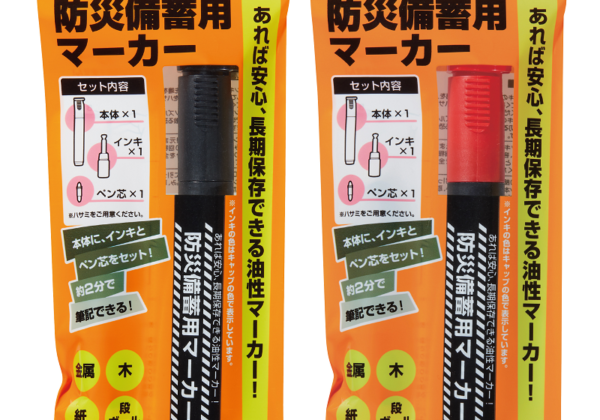 防災備蓄用
マーカー
セット内容
本体×1
インキ
×1
ペン芯×1
※ハサミをご用意ください。
本体に、インキと
ペン芯をセット!
約2分で
筆記できる!
金属
木
紙
段
ボール
あれば安心、長期保存できる油性マーカー!
※インキの色はキャップの色で表示しています。
あれば安心、長期保存できる油性マーカー!
防災備蓄用マーカー
防災備蓄用
マーカー
セット内容
本体×1
インキ
×1
ペン芯×1
※ハサミをご用意ください。
本体に、インキと
ペン芯をセット!
約2分で
筆記できる!
金属
木
紙
段
ボール
あれば安心、長期保存できる油性マーカー!
※インキの色はキャップの色で表示しています。
あれば安心、長期保存できる油性マーカー!
防災備蓄用マーカー